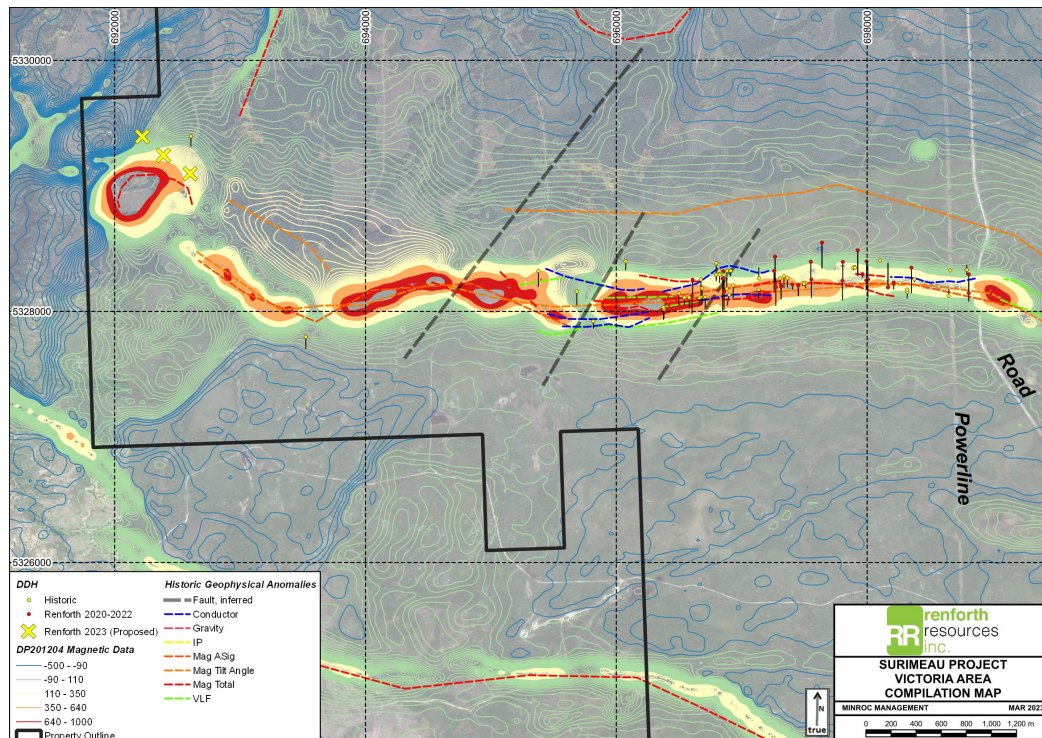 692000
694000
696000
698000
5330000
5328000
5326000
Road
Powerline
DDH
Historic
Renforth 2020-2022
Renforth 2023 (Proposed)
DP201204 Magnetic Data
-500 - -90
-90 - 110
110 - 350
350 - 640
640 - 1000
Property Outline
Historic Geophysical Anomalies
Fault, inferred
Conductor
Gravity
IP
Mag ASig
Mag Tilt Angle
Mag Total
VLF
N
true
RR
renforth
resources
inc.
SURIMEAU PROJECT
VICTORIA AREA
COMPILATION MAP
MINROC MANAGEMENT MAR 2023
0 200 400 600 800 1,000 1,200 m